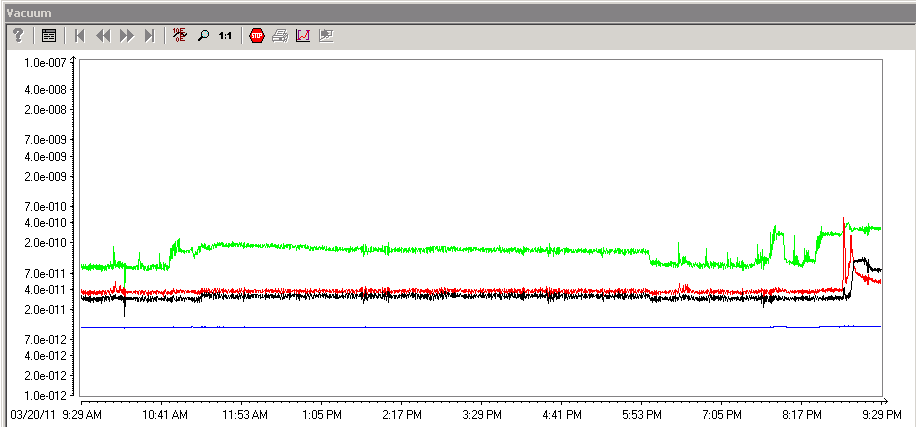 Vacuum
? 10E 0E 1:1 STOP
1.0e-007
4.0e-008
2.0e-008
7.0e-009
4.0e-009
2.0e-009
7.0e-010
4.0e-010
2.0e-010
7.0e-011
4.0e-011
2.0e-011
7.0e-012
4.0e-012
2.0e-012
1.0e-012
03/20/11 9:29 AM 10:41 AM 11:53 AM 1:05 PM 2:17 PM 3:29 PM 4:41 PM 5:53 PM 7:05 PM 8:17 PM 9:29 PM